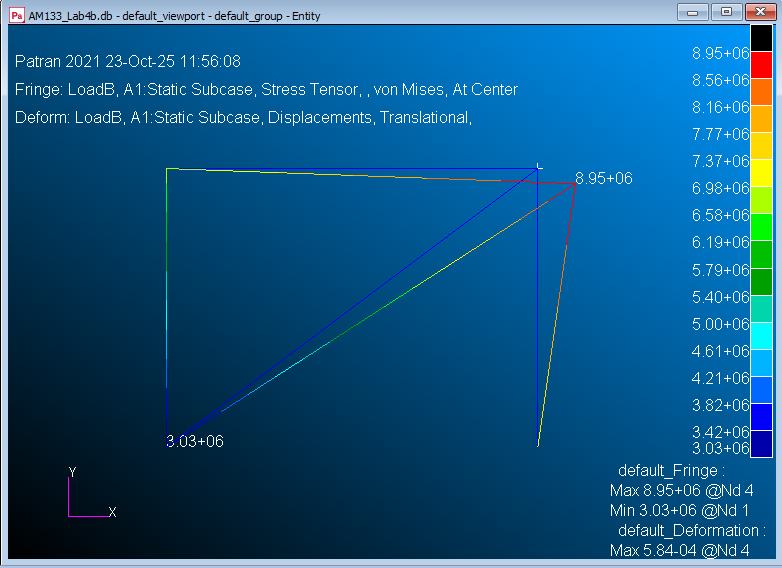 Pa AM133_Lab4b.db - default_viewport - default_group - Entity
Patran 2021 23-Oct-25 11:56:08
Fringe: LoadB, A1:Static Subcase, Stress Tensor, , von Mises, At Center
Deform: LoadB, A1:Static Subcase, Displacements, Translational,
8.95+06
8.56+06
8.16+06
7.77+06
7.37+06
6.98+06
6.58+06
6.19+06
5.79+06
5.40+06
5.00+06
4.61+06
4.21+06
3.82+06
3.42+06
3.03+06
8.95+06
3.03+06
Y
X
default_Fringe :
Max 8.95+06 @Nd 4
Min 3.03+06 @Nd 1
default_Deformation :
Max 5.84-04 @Nd 4